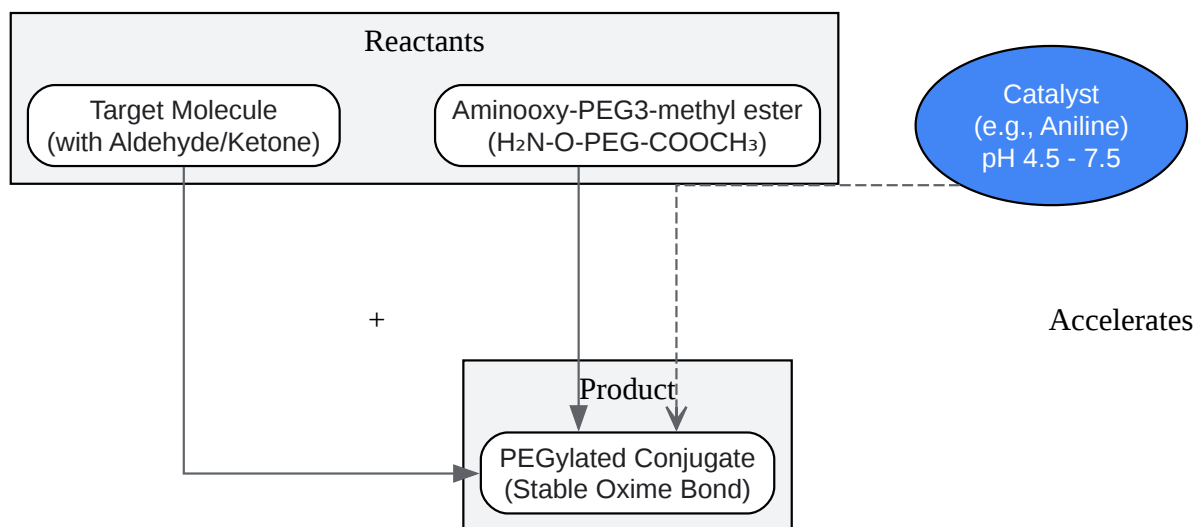 Reactants
Target Molecule
(with Aldehyde/Ketone)
Aminooxy-PEG3-methyl ester
(H₂N-O-PEG-COOCH₃)
Catalyst
(e.g., Aniline)
pH 4.5 - 7.5
+
Accelerates
Product
PEGylated Conjugate
(Stable Oxime Bond)